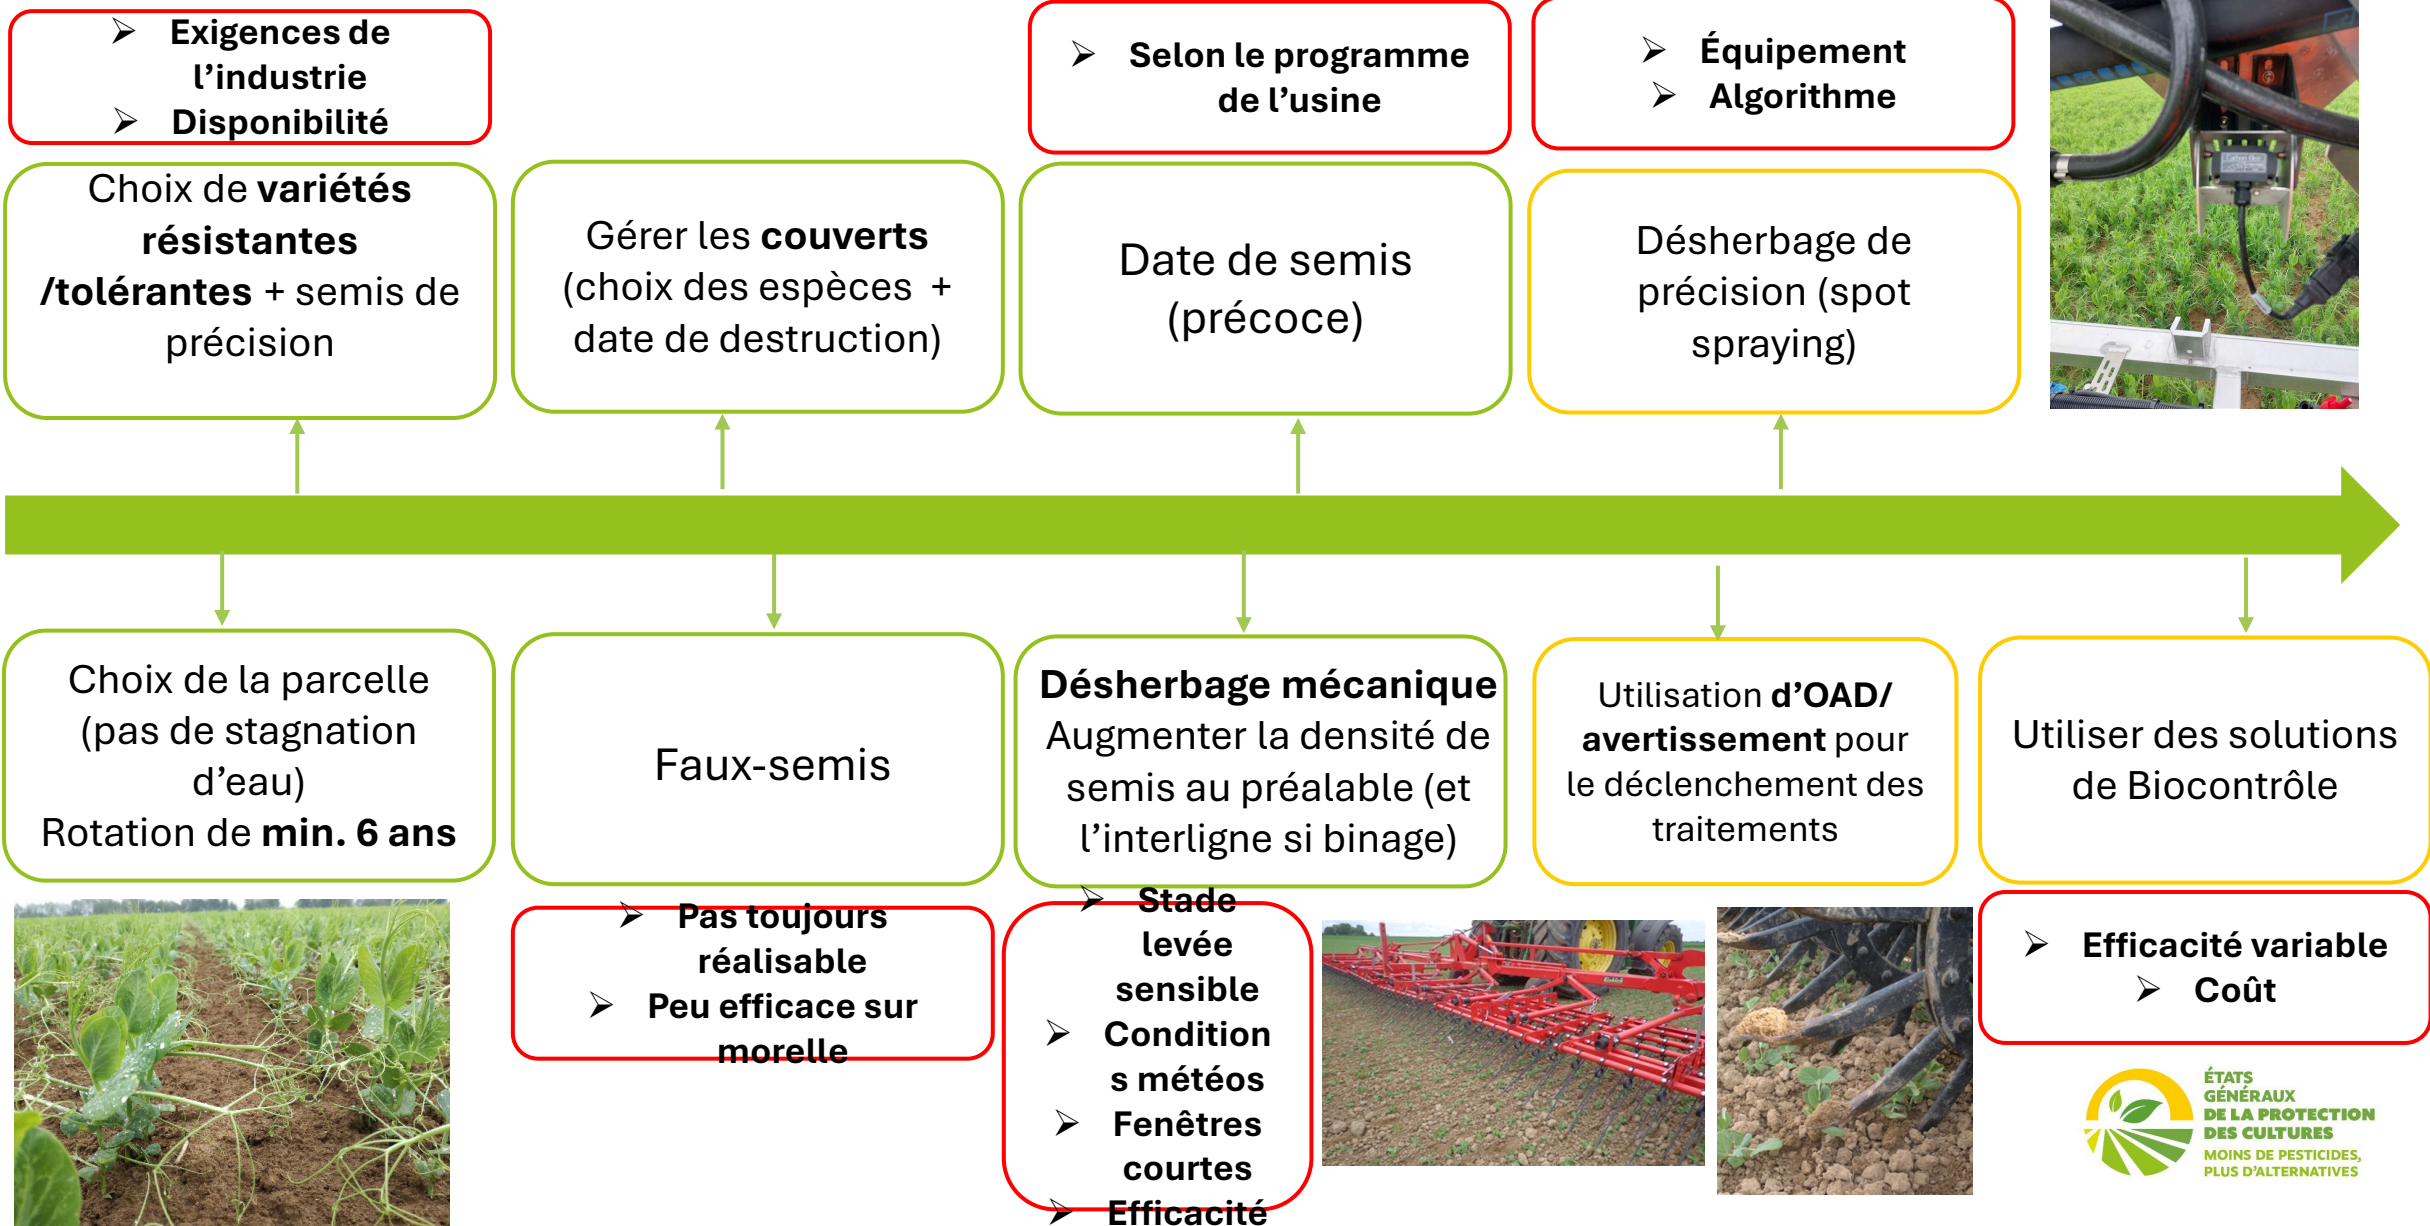 ➢ Exigences de
l’industrie
➢ Disponibilité
➢ Selon le programme
de l’usine
➢ Équipement
➢ Algorithme
Choix de variétés
résistantes
/tolérantes + semis de
précision
Gérer les couverts
(choix des espèces +
date de destruction)
Date de semis
(précoce)
Désherbage de
précision (spot
spraying)
Choix de la parcelle
(pas de stagnation
d’eau)
Rotation de min. 6 ans
Faux-semis
Désherbage mécanique
Augmenter la densité de
semis au préalable (et
l’interligne si binage)
Utilisation d’OAD/
avertissement pour
le déclenchement des
traitements
Utiliser des solutions
de Biocontrôle
➢ Pas toujours
réalisable
➢ Peu efficace sur
morelle
➢ Stade
levée
sensible
➢ Condition
s météos
➢ Fenêtres
courtes
➢ Efficacité
➢ Efficacité variable
➢ Coût
ÉTATS
GÉNÉRAUX
DE LA PROTECTION
DES CULTURES
MOINS DE PESTICIDES,
PLUS D’ALTERNATIVES